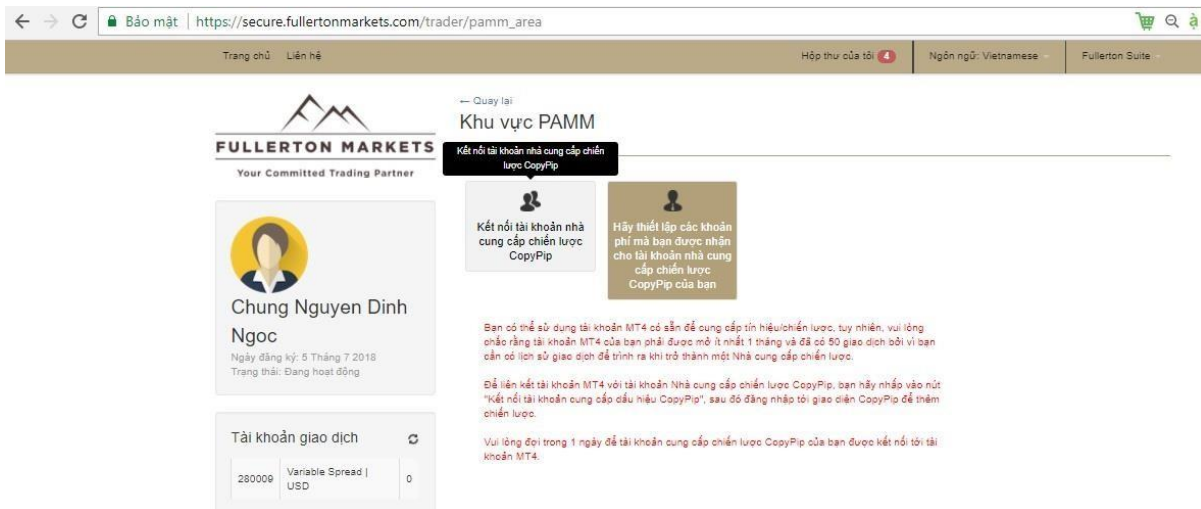 Bảo mật | https://secure.fullertonmarkets.com/trader/pamm_area
Trang chủ Liên hệ Hộp thư của tôi 4 Ngôn ngữ: Vietnamese Fullerton Suite
FULLERTON MARKETS
Your Committed Trading Partner
← Quay lại
Khu vực PAMM
Kết nối tài khoản nhà cung cấp chiến
lược CopyPip
Kết nối tài khoản nhà
cung cấp chiến lược
CopyPip
Hãy thiết lập các khoản
phí mà bạn được nhận
cho tài khoản nhà cung
cấp chiến lược
CopyPip của bạn
Chung Nguyen Dinh
Ngoc
Ngày đăng ký: 5 Tháng 7 2018
Trạng thái: Đang hoạt động
Bạn có thể sử dụng tài khoản MT4 có sẵn để cung cấp tín hiệu/chiến lược, tuy nhiên, vui lòng
chắc rằng tài khoản MT4 của bạn phải được mở ít nhất 1 tháng và đã có 50 giao dịch bởi vì bạn
cần có lịch sử giao dịch để trình ra khi trở thành một Nhà cung cấp chiến lược.
Để liên kết tài khoản MT4 với tài khoản Nhà cung cấp chiến lược CopyPip, bạn hãy nhấp vào nút
"Kết nối tài khoản cung cấp dấu hiệu CopyPip", sau đó đăng nhập tới giao diện CopyPip để thêm
chiến lược.
Vui lòng đợi trong 1 ngày để tài khoản cung cấp chiến lược CopyPip của bạn được kết nối tới tài
khoản MT4.
Tài khoản giao dịch
280009 Variable Spread | 0
USD